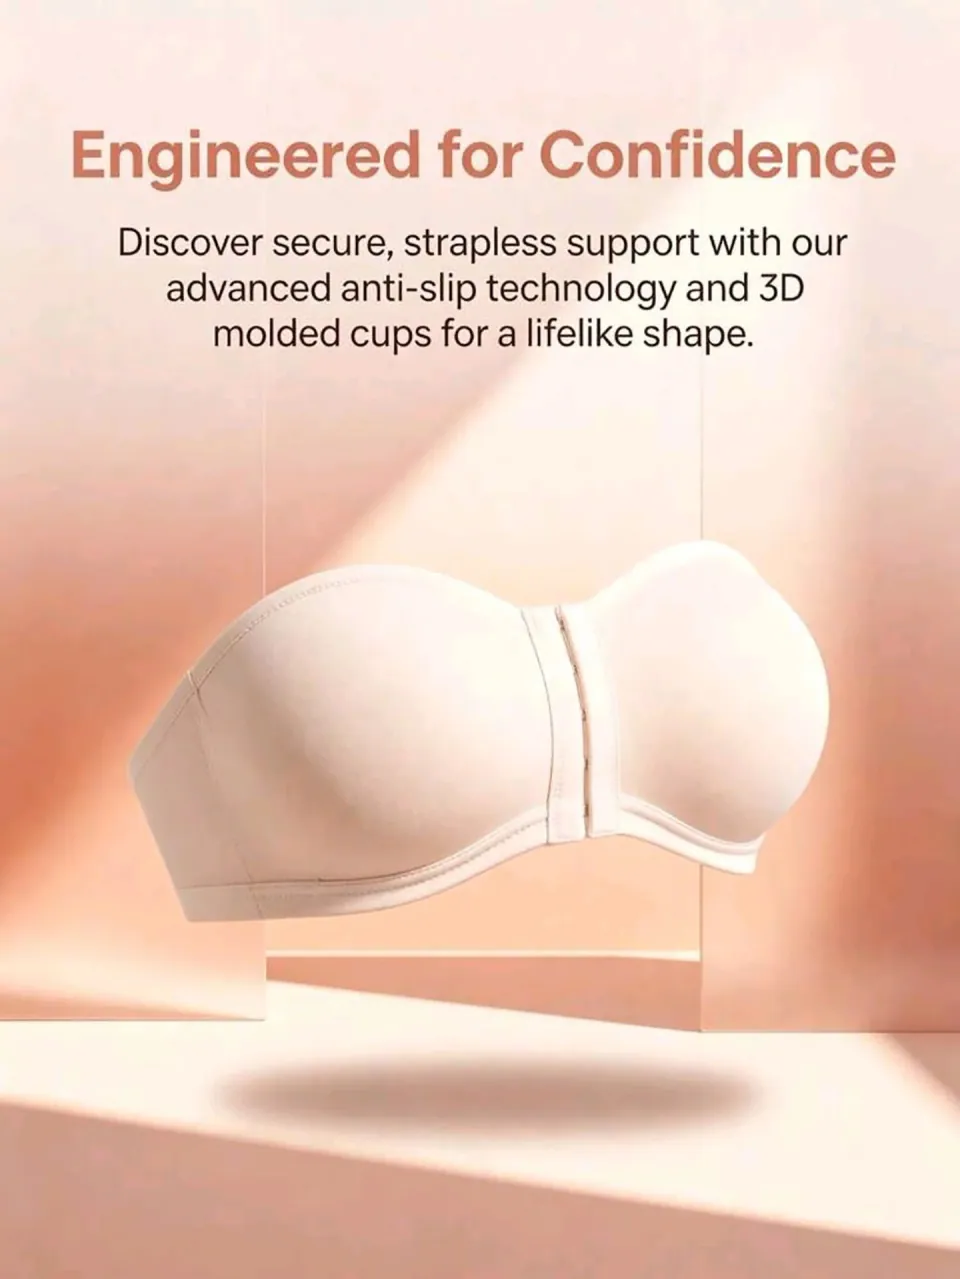 Engineered for Confidence
Discover secure, strapless support with our
advanced anti-slip technology and 3D
molded cups for a lifelike shape.